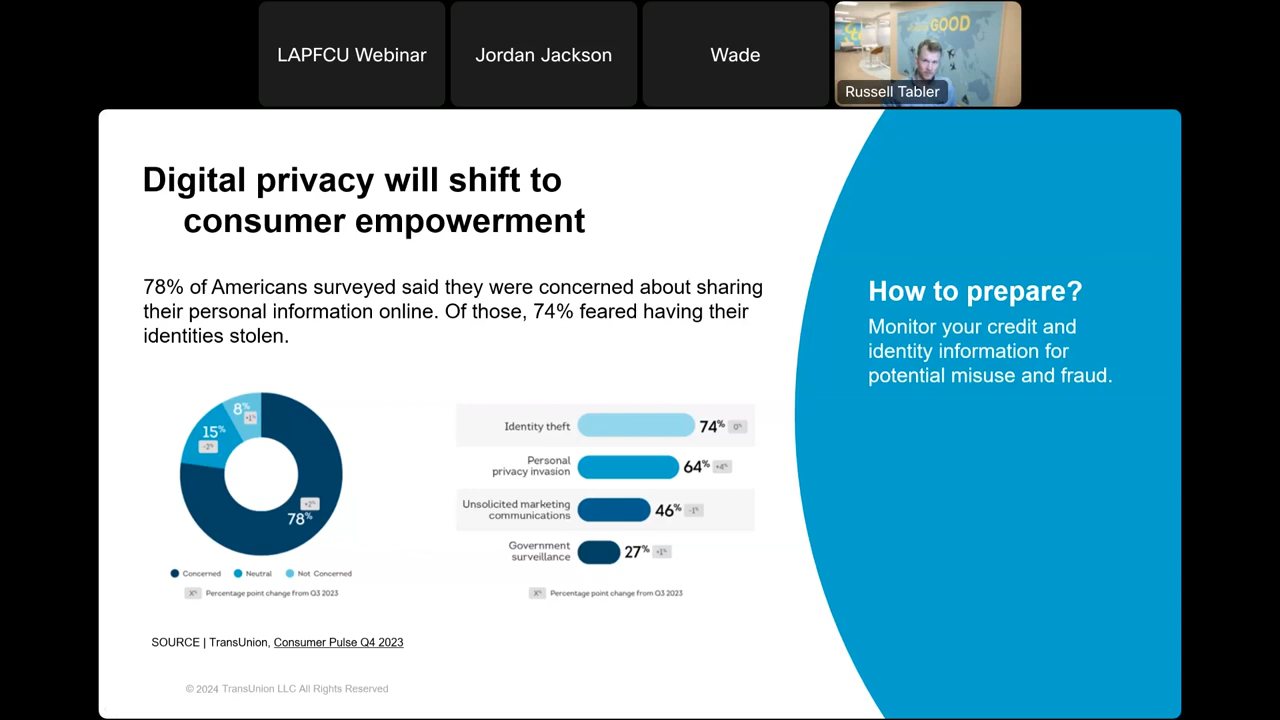 LAPFCU Webinar
Jordan Jackson
Wade
GOOD
Russell Tabler
Digital privacy will shift to
consumer empowerment
78% of Americans surveyed said they were concerned about sharing
their personal information online. Of those, 74% feared having their
identities stolen.
How to prepare?
Monitor your credit and
identity information for
potential misuse and fraud.
8%
15%
-2%
+2%
78%
Concerned
Neutral
Not Concerned
X% Percentage point change from Q3 2023
Identity theft 74% 0%
Personal
privacy invasion 64% +4%
Unsolicited marketing
communications 46% -1%
Government
surveillance 27%
X% Percentage point change from Q3 2023
SOURCE | TransUnion, Consumer Pulse Q4 2023
© 2024 TransUnion LLC All Rights Reserved